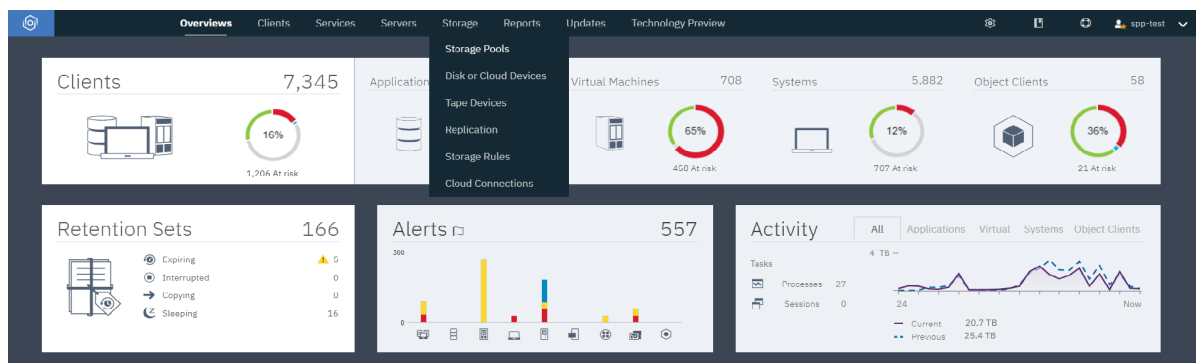 Overviews Clients Services Servers Storage Reports Updates Technology Preview spp-test
Storage Pools
Disk or Cloud Devices
Tape Devices
Replication
Storage Rules
Cloud Connections
Clients 7,345
16%
1,206 At risk
Application
Virtual Machines 708
65%
450 At risk
Systems 5,882
12%
707 At risk
Object Clients 58
36%
21 At risk
Retention Sets 166
Expiring 5
Interrupted 0
Copying 0
Sleeping 16
Alerts 557
300
0
Activity All Applications Virtual Systems Object Clients
4 TB
Tasks
Processes 27
Sessions 0
24 Now
Current 20.7 TB
Previous 25.4 TB